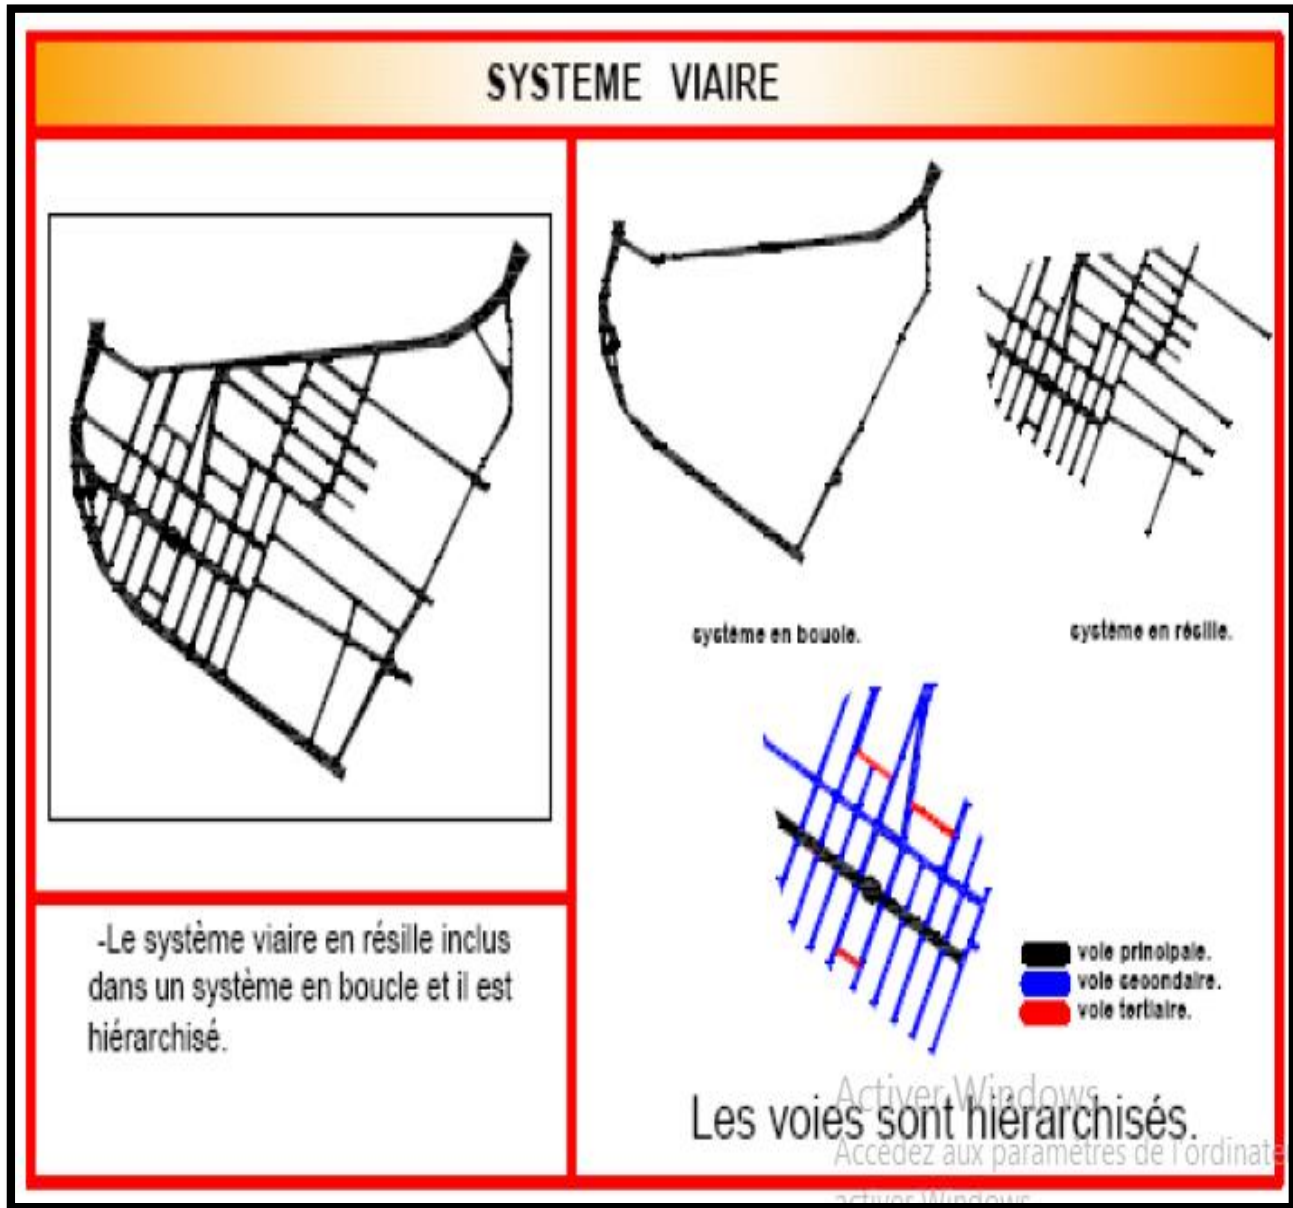 SYSTEME VIAIRE
système en boucle.
système en résille.
-Le système viaire en résille inclus
dans un système en boucle et il est
hiérarchisé.
voie principale.
voie secondaire.
voie tertiaire.
Les voies sont hiérarchisés.
Activer Windows
Accédez aux paramètres de l'ordinate
activer Windows